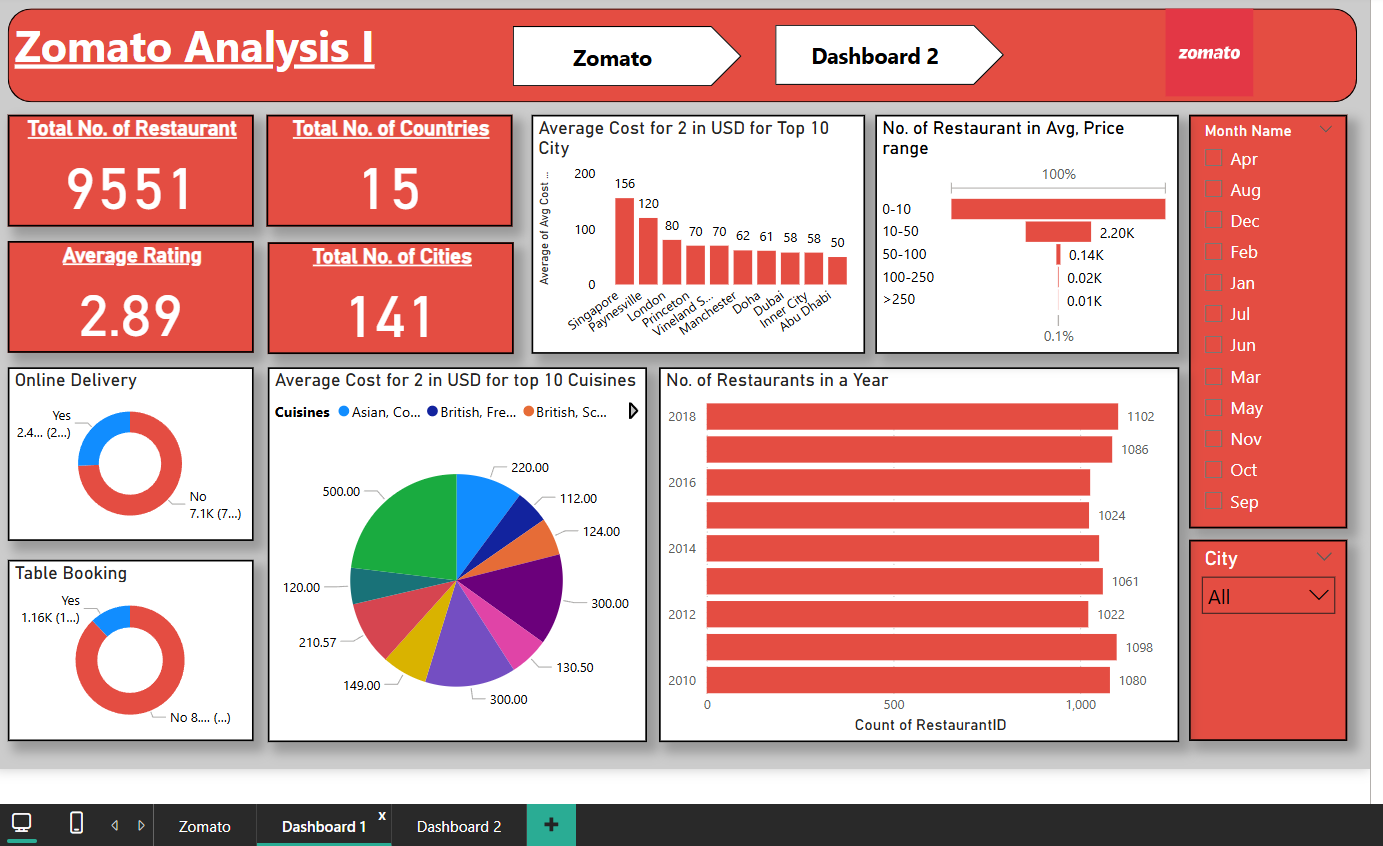 Zomato Analysis I
Zomato
Dashboard 2
zomato
Total No. of Restaurant
9551
Total No. of Countries
15
Average Rating
2.89
Total No. of Cities
141
Average Cost for 2 in USD for Top 10
City
Average of Avg Cost ...
200
100
0
156
120
80
70
70
62
61
58
58
50
Singapore
Paynesville
London
Princeton
Vineland S...
Manchester
Doha
Dubai
Inner City
Abu Dhabi
No. of Restaurant in Avg, Price
range
100%
0-10
10-50
2.20K
50-100
0.14K
100-250
0.02K
>250
0.01K
0.1%
Month Name
Apr
Aug
Dec
Feb
Jan
Jul
Jun
Mar
May
Nov
Oct
Sep
Online Delivery
Yes
2.4... (2...)
No
7.1K (7...)
Table Booking
Yes
1.16K (1...)
No 8.... (...)
Average Cost for 2 in USD for top 10 Cuisines
Cuisines
Asian, Co...
British, Fre...
British, Sc...
220.00
112.00
124.00
300.00
130.50
300.00
149.00
210.57
120.00
500.00
No. of Restaurants in a Year
2018
1102
1086
2016
1024
2014
1061
2012
1022
1098
2010
1080
0
500
1,000
Count of RestaurantID
City
All
Zomato
Dashboard 1
x
Dashboard 2
+